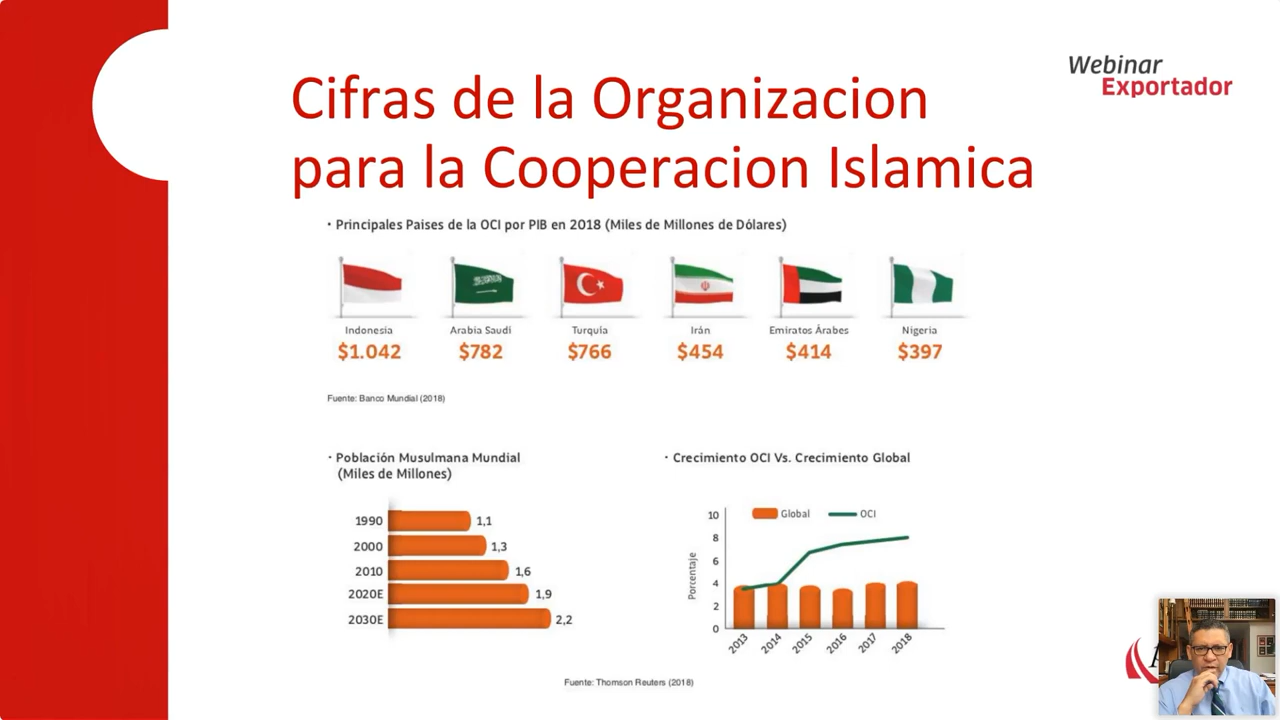 Webinar
Exportador
Cifras de la Organizacion
para la Cooperacion Islamica
· Principales Paises de la OCI por PIB en 2018 (Miles de Millones de Dólares)
Indonesia Arabia Saudí Turquía Irán Emiratos Árabes Nigeria
$1.042 $782 $766 $454 $414 $397
Fuente: Banco Mundial (2018)
· Población Musulmana Mundial
(Miles de Millones)
1990 1,1
2000 1,3
2010 1,6
2020E 1,9
2030E 2,2
· Crecimiento OCI Vs. Crecimiento Global
Global OCI
Porcentaje
10
8
6
4
2
0
2013 2014 2015 2016 2017 2018
Fuente: Thomson Reuters (2018)